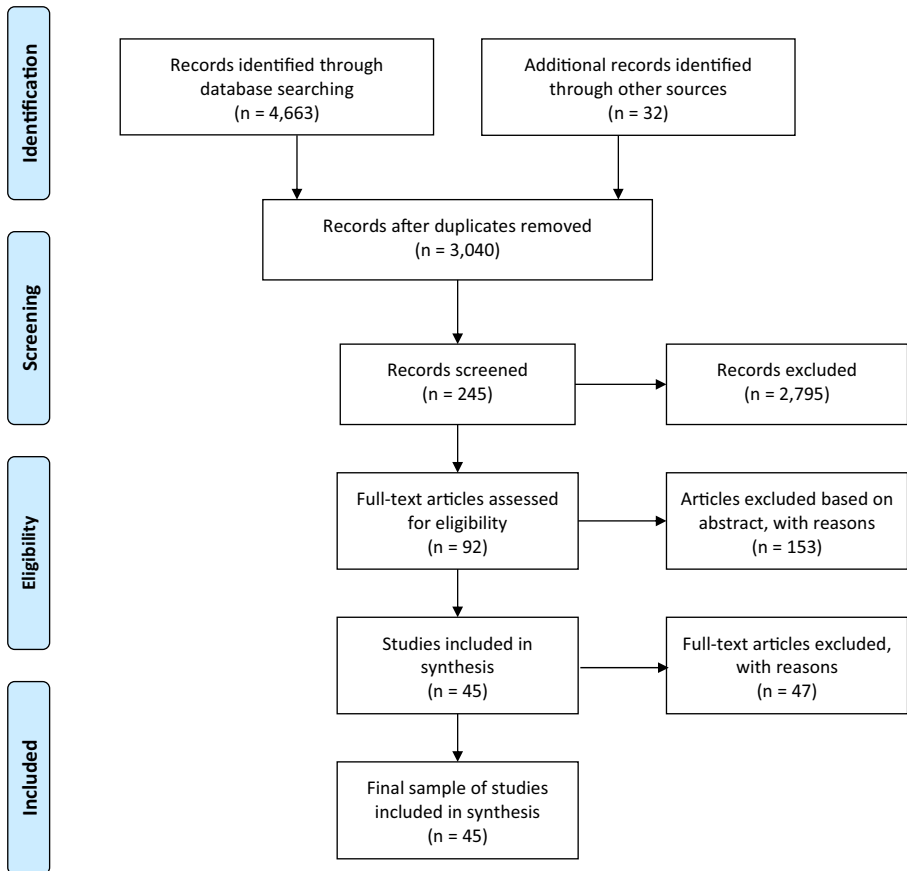 Identification
Records identified through
database searching
(n = 4,663)
Additional records identified
through other sources
(n = 32)
Records after duplicates removed
(n = 3,040)
Screening
Records screened
(n = 245)
Records excluded
(n = 2,795)
Eligibility
Full-text articles assessed
for eligibility
(n = 92)
Articles excluded based on
abstract, with reasons
(n = 153)
Studies included in
synthesis
(n = 45)
Full-text articles excluded,
with reasons
(n = 47)
Included
Final sample of studies
included in synthesis
(n = 45)